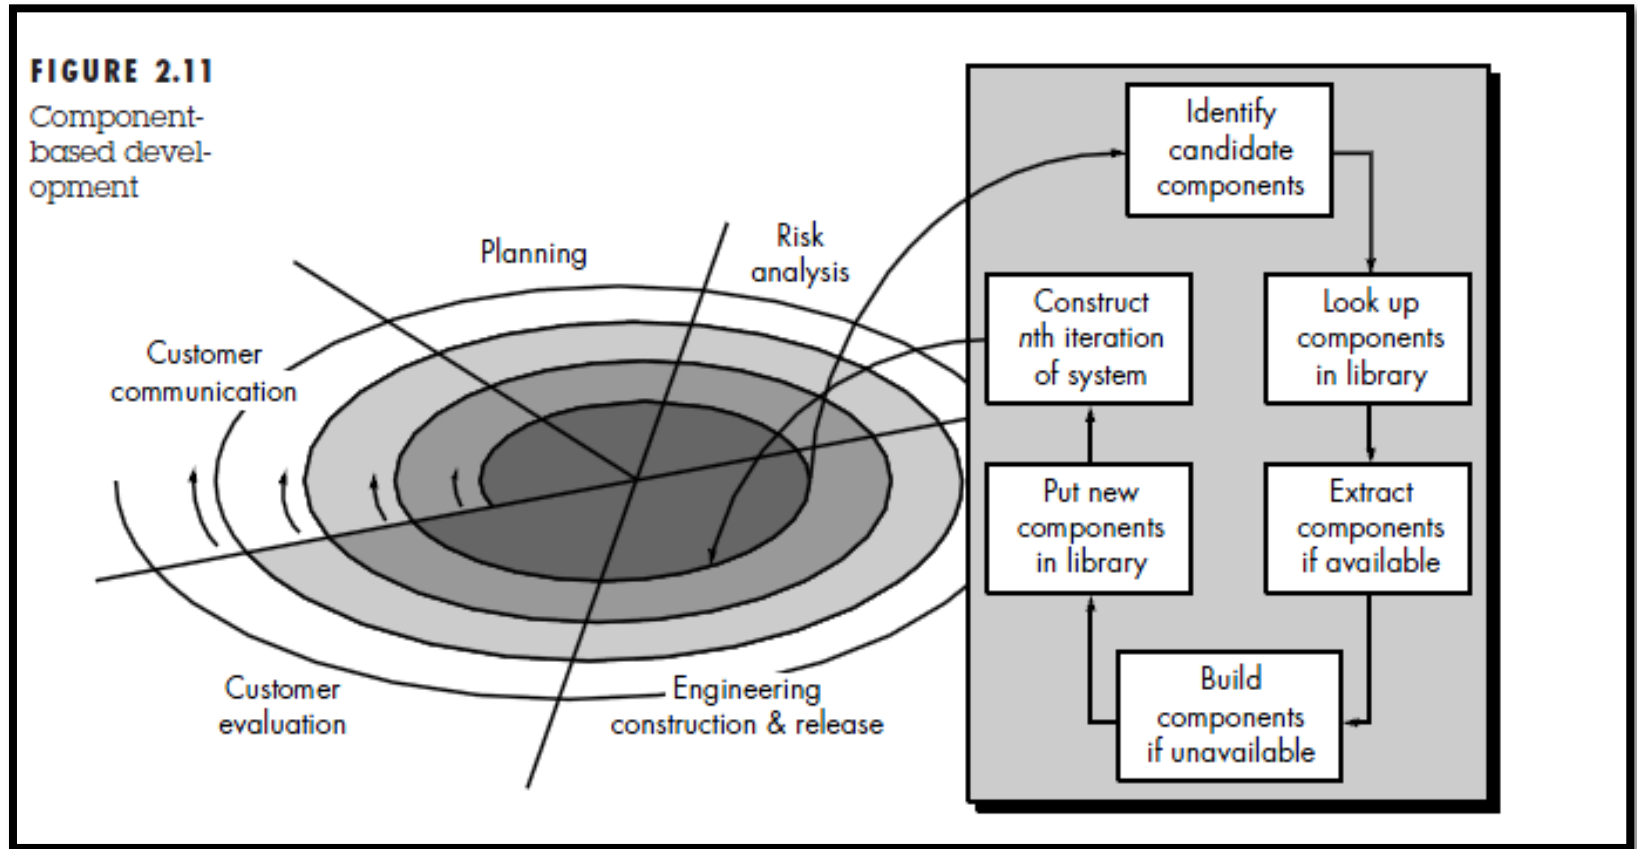 FIGURE 2.11
Component-
based devel-
opment
Planning
Risk
analysis
Customer
communication
Customer
evaluation
Engineering
construction & release
Identify
candidate
components
Look up
components
in library
Extract
components
if available
Build
components
if unavailable
Put new
components
in library
Construct
nth iteration
of system